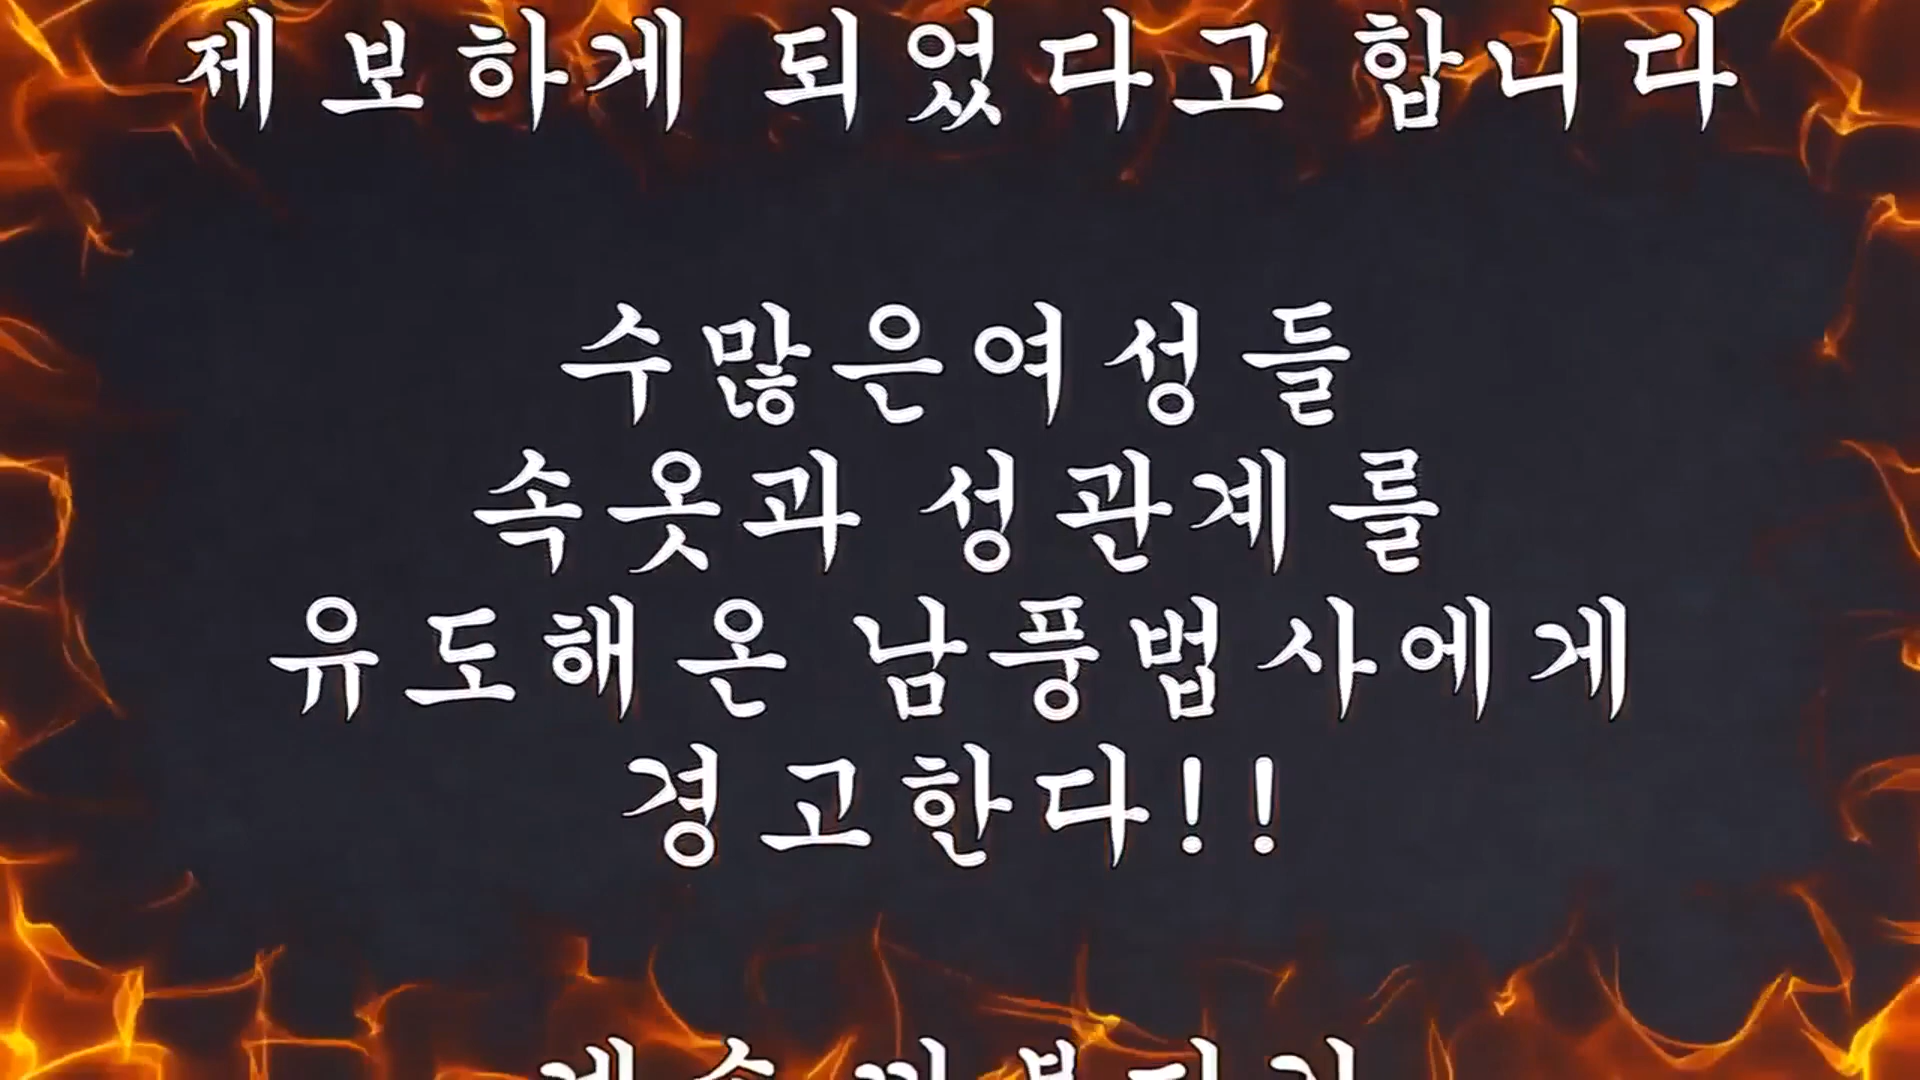 제보하게 되었다고 합니다
수많은여성들
속옷과 성관계를
유도해온 남풍법사에게
경고한다!!